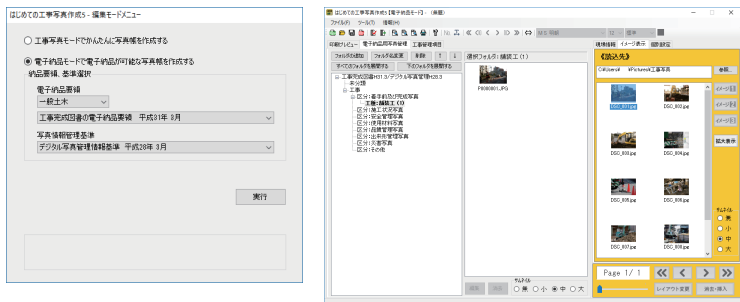 はじめての工事写真作成5 - 編集モードメニュー
工事写真モードでかんたんに写真帳を作成する
電子納品モードで電子納品が可能な写真帳を作成する
納品要領、基準選択
電子納品要領
一般土木
工事完成図書の電子納品要領 平成31年 3月
写真情報管理基準
デジタル写真管理情報基準 平成28年 3月
実行
はじめての工事写真作成5 【電子納品モード】 - (無題)
ファイル(F) ツール(T) 情報(H)
印刷プレビュー 電子納品用写真管理 工事管理項目
フォルダの追加 フォルダ名変更 削除 ↑ ↓
すべてのフォルダを展開する 下のフォルダを展開する
工事完成図書H31.3/デジタル写真管理H28.3
未分類
工事
区分:着手前及び完成写真
工種:舗装工 (1)
区分:施工状況写真
区分:安全管理写真
区分:使用材料写真
区分:品質管理写真
区分:出来形管理写真
区分:災害写真
区分:その他
選択フォルダ: 舗装工 (1)
P0000001.JPG
サムネイル
無 小 中 大
現場情報 イメージ表示 個別設定
《読込先》
C:¥Users¥ ¥Pictures¥工事写真
参照...
DSC_001.jpg DSC_002.jpg
DSC_003.jpg DSC_004.jpg
DSC_005.jpg DSC_006.jpg
DSC_007.jpg DSC_008.jpg
拡大表示
サムネイル
無
小
中
大
Page 1/ 1
レイアウト変更 消去・挿入